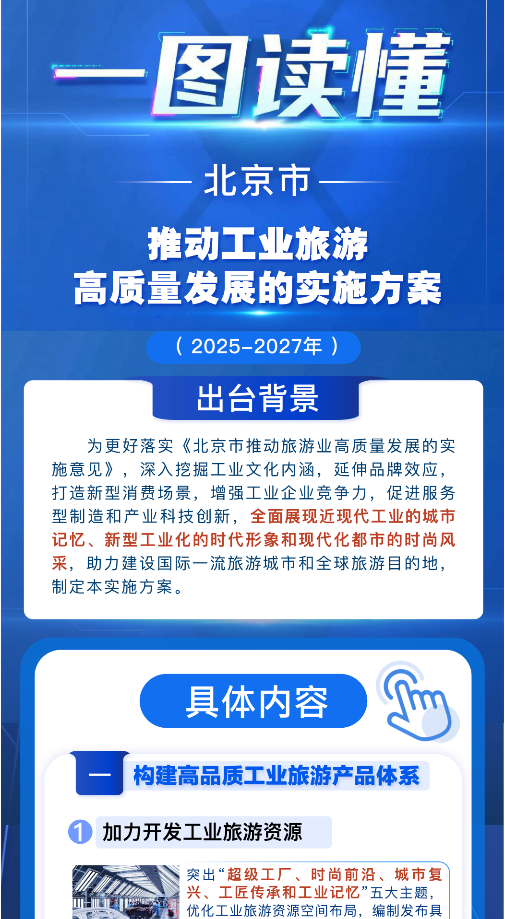 一图读懂
北京市
推动工业旅游
高质量发展的实施方案
（2025-2027年）
出台背景
为更好落实《北京市推动旅游业高质量发展的实
施意见》，深入挖掘工业文化内涵，延伸品牌效应，
打造新型消费场景，增强工业企业竞争力，促进服务
型制造和产业科技创新，全面展现近现代工业的城市
记忆、新型工业化的时代形象和现代化都市的时尚风
采，助力建设国际一流旅游城市和全球旅游目的地，
制定本实施方案。
具体内容
一 构建高品质工业旅游产品体系
1 加力开发工业旅游资源
突出“超级工厂、时尚前沿、城市复
兴、工匠传承和工业记忆”五大主题，
优化工业旅游资源空间布局，编制发布具